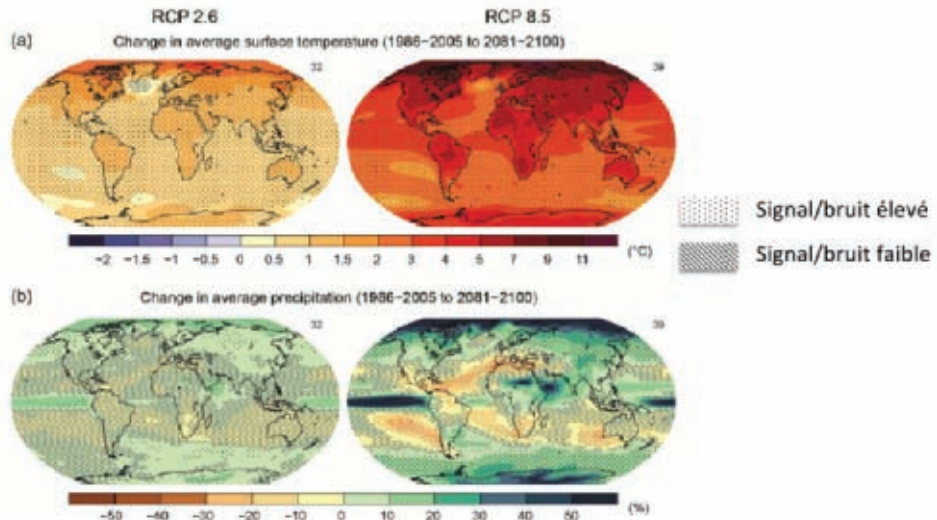 RCP 2.6 RCP 8.5
(a) Change in average surface temperature (1986−2005 to 2081−2100)
32 39
−2 −1.5 −1 −0.5 0 0.5 1 1.5 2 3 4 5 7 9 11 (°C)
Signal/bruit élevé
Signal/bruit faible
(b) Change in average precipitation (1986−2005 to 2081−2100)
32 39
−50 −40 −30 −20 −10 0 10 20 30 40 50 (%)